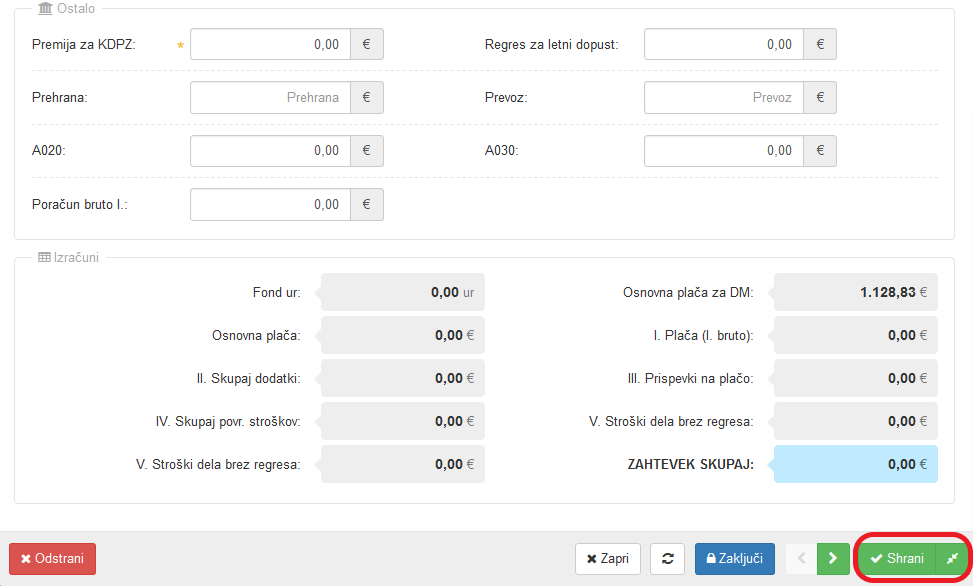 Ostalo
Premija za KDPZ: * 0,00 € Regres za letni dopust: 0,00 €
Prehrana: Prehrana € Prevoz: Prevoz €
A020: 0,00 € A030: 0,00 €
Poračun bruto I.: 0,00 €
Izračuni
Fond ur: 0,00 ur Osnovna plača za DM: 1.128,83 €
Osnovna plača: 0,00 € I. Plača (I. bruto): 0,00 €
II. Skupaj dodatki: 0,00 € III. Prispevki na plačo: 0,00 €
IV. Skupaj povr. stroškov: 0,00 € V. Stroški dela brez regresa: 0,00 €
V. Stroški dela brez regresa: 0,00 € ZAHTEVEK SKUPAJ: 0,00 €
Odstrani Zapri Zaključi Shrani